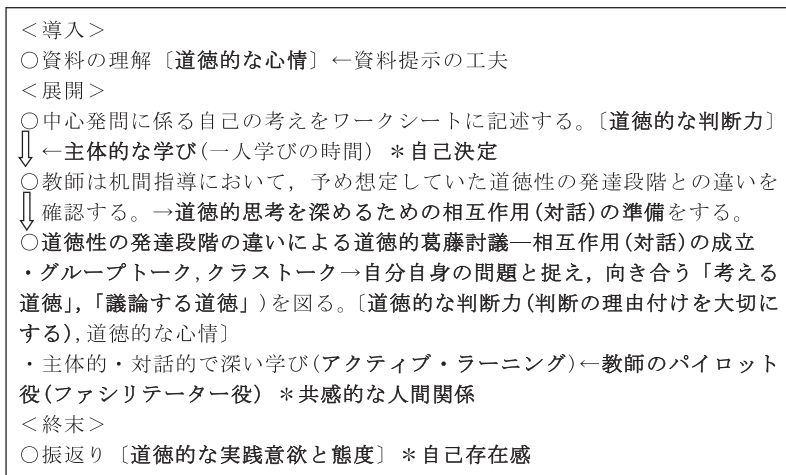 ＜導入＞
○資料の理解〔道徳的な心情〕←資料提示の工夫
＜展開＞
○中心発問に係る自己の考えをワークシートに記述する。〔道徳的な判断力〕
←主体的な学び(一人学びの時間) ＊自己決定
○教師は机間指導において，予め想定していた道徳性の発達段階との違いを
確認する。→道徳的思考を深めるための相互作用(対話)の準備をする。
○道徳性の発達段階の違いによる道徳的葛藤討議―相互作用(対話)の成立
・グループトーク,クラストーク→自分自身の問題と捉え，向き合う「考える
道徳」，「議論する道徳」)を図る。〔道徳的な判断力(判断の理由付けを大切に
する),道徳的な心情〕
・主体的・対話的で深い学び(アクティブ・ラーニング)←教師のパイロット
役(ファシリテーター役) ＊共感的な人間関係
＜終末＞
○振返り〔道徳的な実践意欲と態度〕＊自己存在感